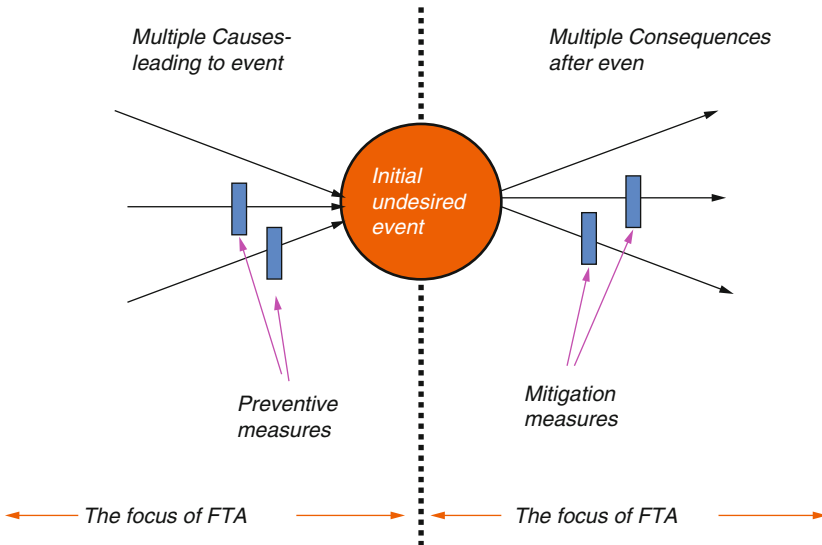 Multiple Causes-
leading to event
Multiple Consequences
after even
Initial
undesired
event
Preventive
measures
Mitigation
measures
The focus of FTA
The focus of FTA